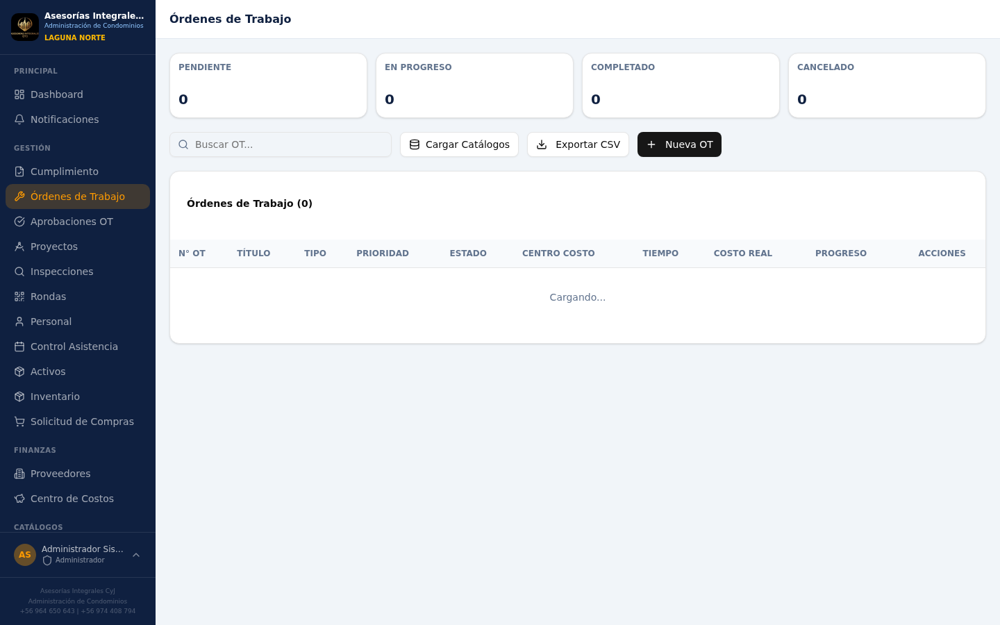 Asesorías Integrale...
Administración de Condominios
LAGUNA NORTE
PRINCIPAL
Dashboard
Notificaciones
GESTIÓN
Cumplimiento
Órdenes de Trabajo
Aprobaciones OT
Proyectos
Inspecciones
Rondas
Personal
Control Asistencia
Activos
Inventario
Solicitud de Compras
FINANZAS
Proveedores
Centro de Costos
CATÁLOGOS
AS
Administrador Sis...
Administrador
Asesorías Integrales CyJ
Administración de Condominios
+56 964 650 643 | +56 974 408 794
Órdenes de Trabajo
PENDIENTE
0
EN PROGRESO
0
COMPLETADO
0
CANCELADO
0
Buscar OT...
Cargar Catálogos
Exportar CSV
Nueva OT
Órdenes de Trabajo (0)
N° OT TÍTULO TIPO PRIORIDAD ESTADO CENTRO COSTO TIEMPO COSTO REAL PROGRESO ACCIONES
Cargando...